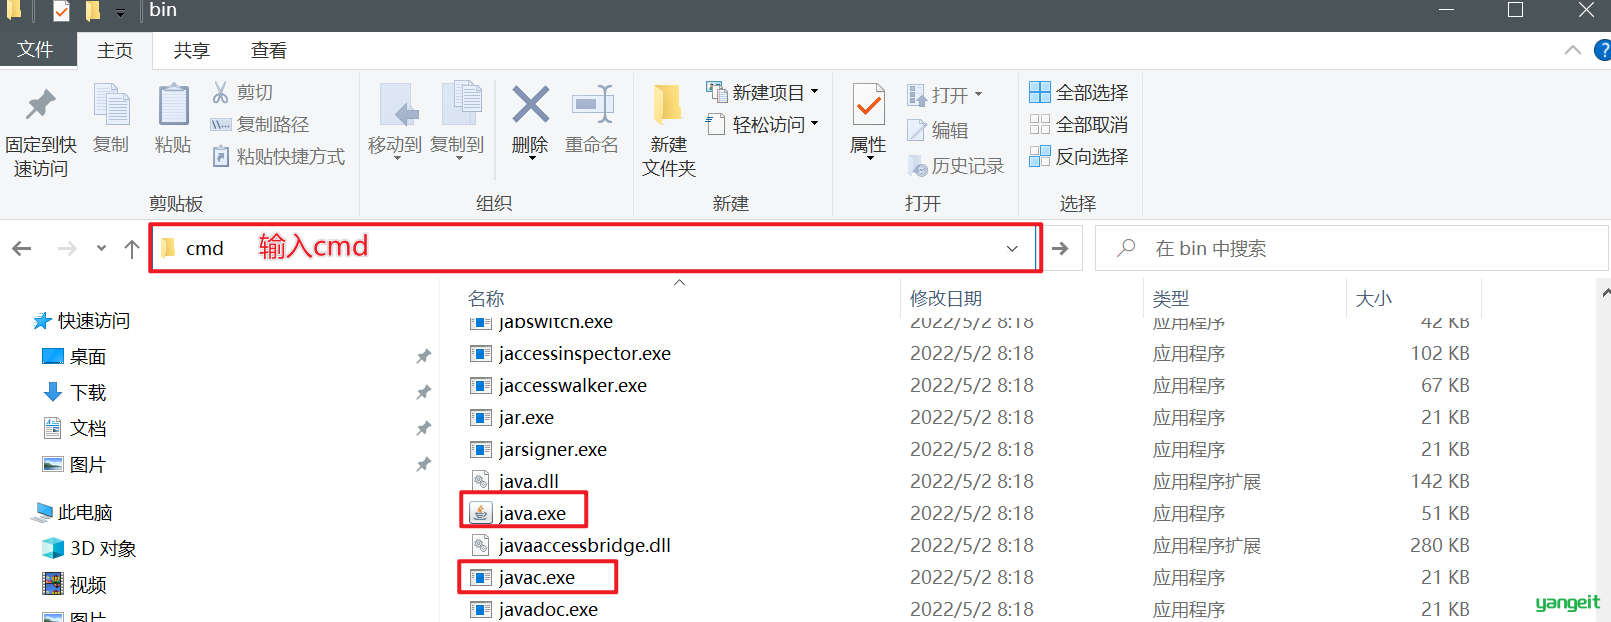 bin
文件 主页 共享 查看
固定到快速访问
复制
粘贴
剪切
复制路径
粘贴快捷方式
剪贴板
移动到
复制到
删除
重命名
组织
新建文件夹
新建项目
轻松访问
新建
属性
打开
编辑
历史记录
打开
全部选择
全部取消
反向选择
选择
cmd 输入cmd
在 bin 中搜索
快速访问
桌面
下载
文档
图片
此电脑
3D 对象
视频
图片
名称 修改日期 类型 大小
jabswitch.exe 2022/5/2 8:18 应用程序 42 KB
jaccessinspector.exe 2022/5/2 8:18 应用程序 102 KB
jaccesswalker.exe 2022/5/2 8:18 应用程序 67 KB
jar.exe 2022/5/2 8:18 应用程序 21 KB
jarsigner.exe 2022/5/2 8:18 应用程序 21 KB
java.dll 2022/5/2 8:18 应用程序扩展 142 KB
java.exe 2022/5/2 8:18 应用程序 51 KB
javaaccessbridge.dll 2022/5/2 8:18 应用程序扩展 280 KB
javac.exe 2022/5/2 8:18 应用程序 21 KB
javadoc.exe 2022/5/2 8:18 应用程序 21 KB
yangeit